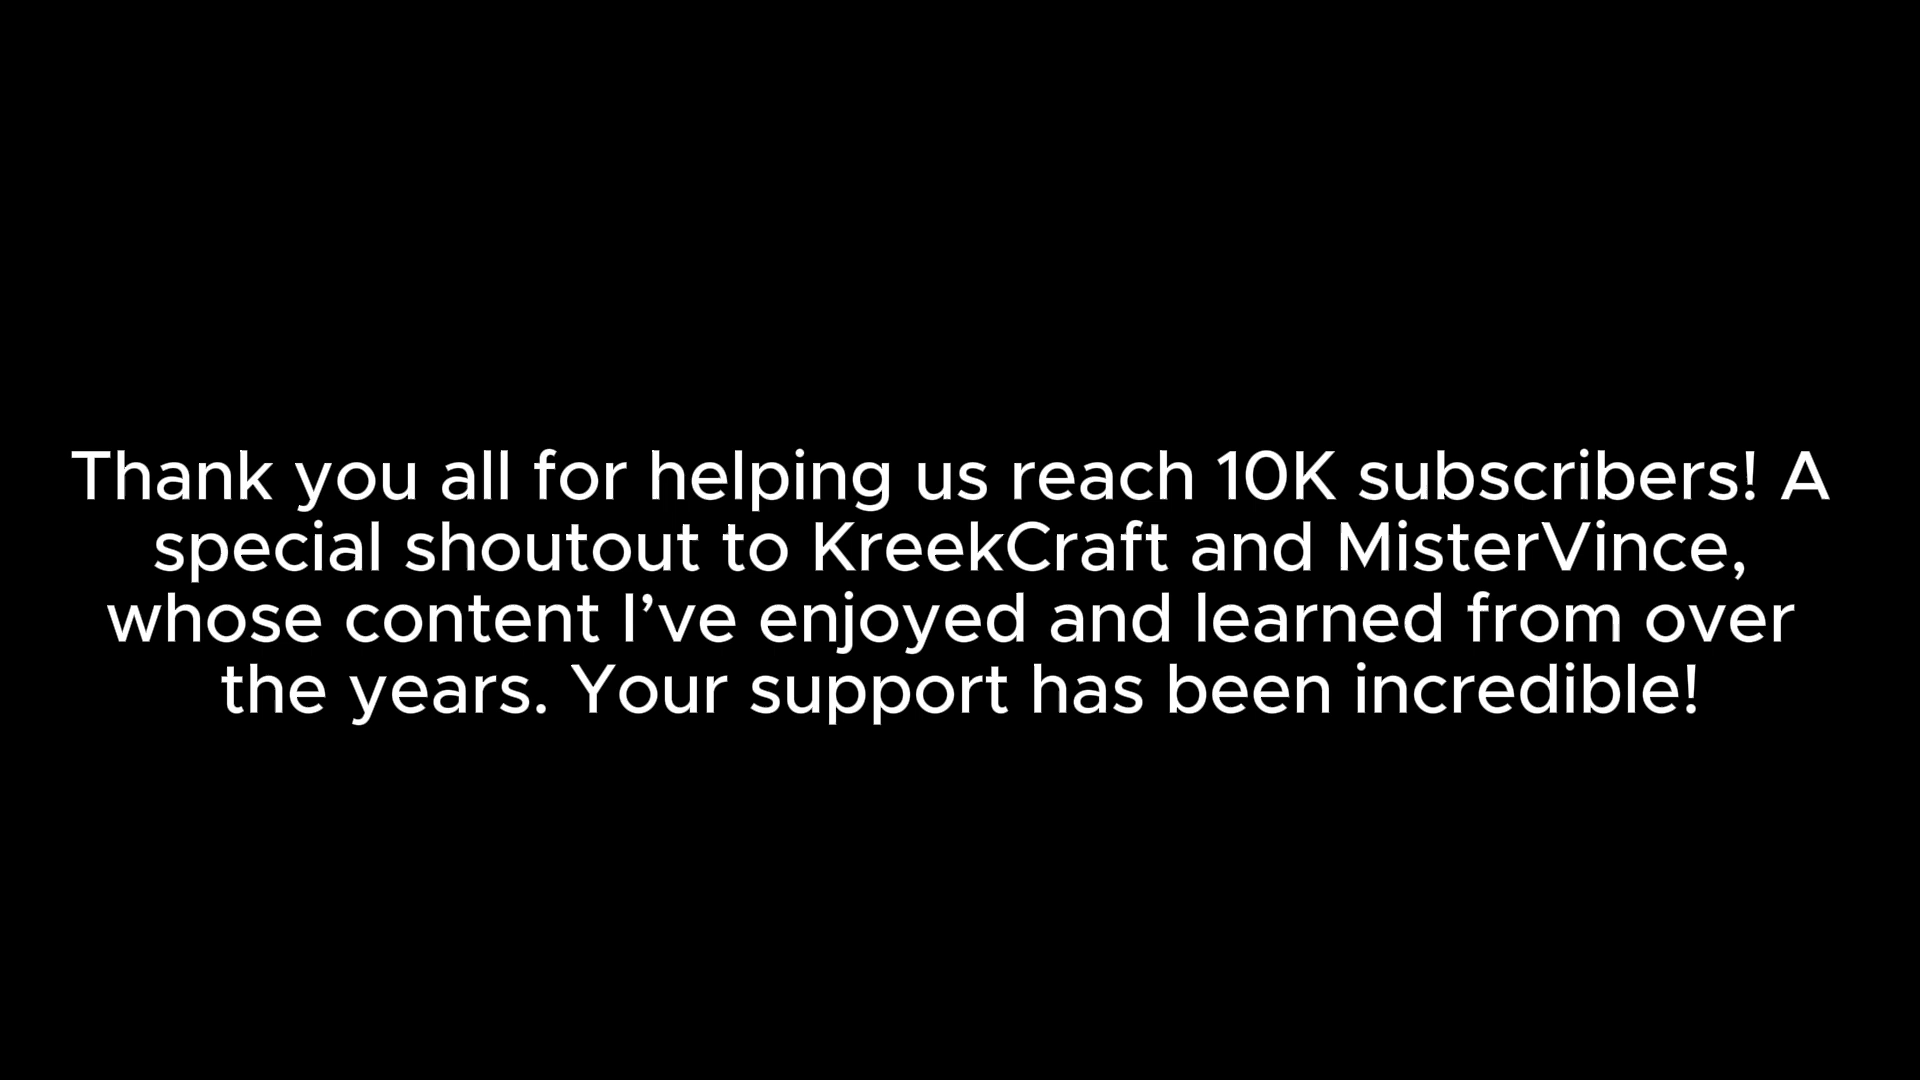 Thank you all for helping us reach 10K subscribers! A
special shoutout to KreekCraft and MisterVince,
whose content I’ve enjoyed and learned from over
the years. Your support has been incredible!